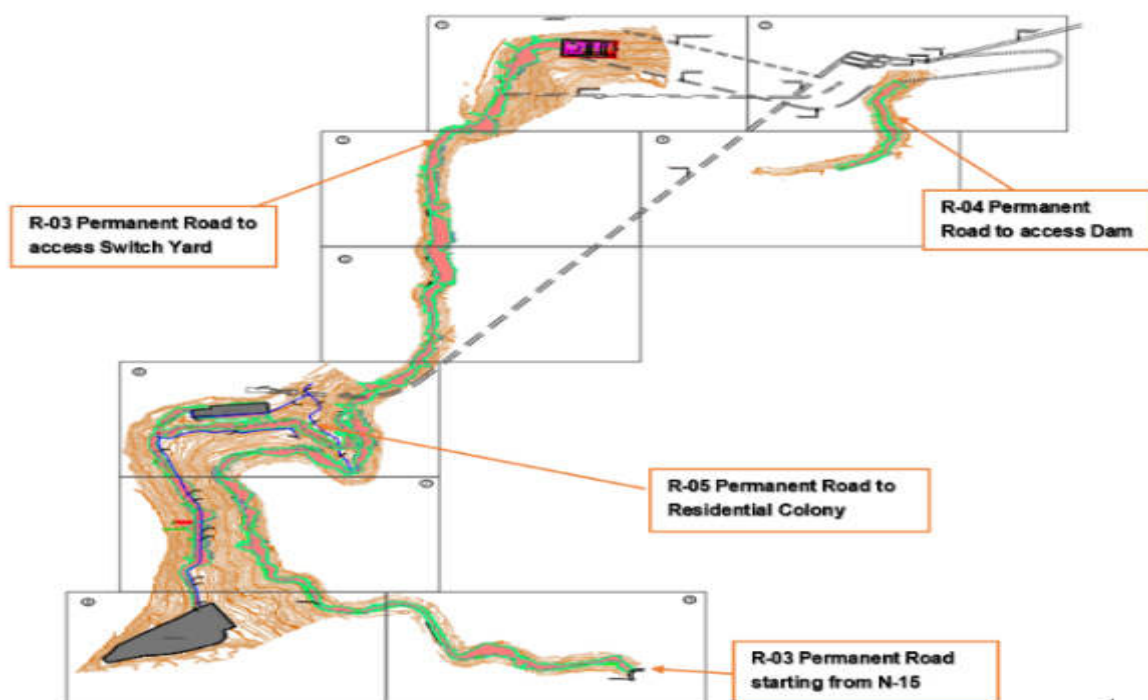 R-03 Permanent Road to
access Switch Yard
R-04 Permanent
Road to access Dam
R-05 Permanent Road to
Residential Colony
R-03 Permanent Road
starting from N-15